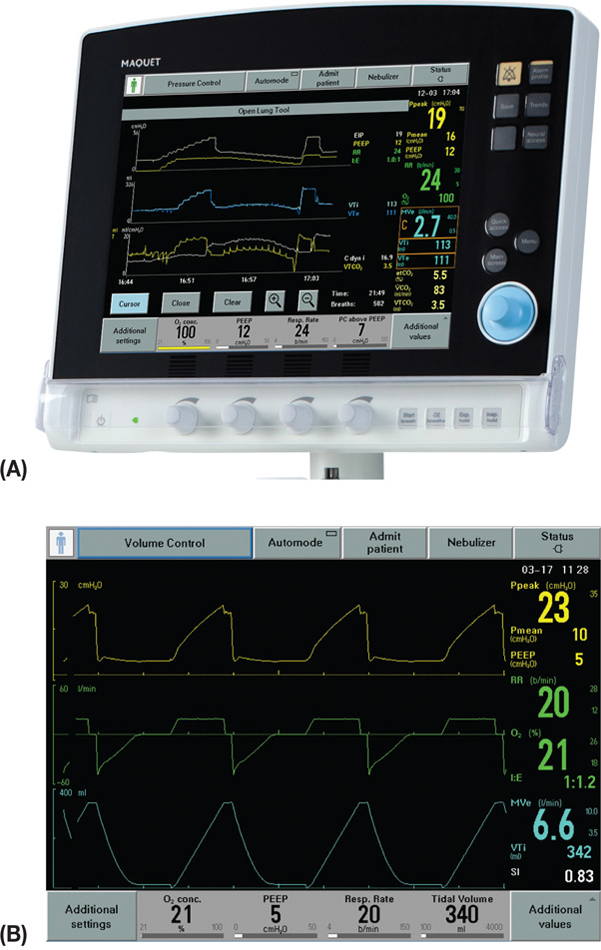 MAQUET
Pressure Control
Automode
Admit patient
Nebulizer
Status
12-03 17:04
Open Lung Tool
Ppeak (cmH₂O)
19
Pmean (cmH₂O) 16
PEEP (cmH₂O) 12
RR (b/min)
24
O₂ (%) 100
MVe (l/min)
C 2.7
VTi (ml) 113
VTe (ml) 111
etCO₂ (%) 5.5
V̇CO₂ (ml/min) 83
VTCO₂ (ml) 3.5
cmH₂O
EIP 19
PEEP 12
RR 24
I:E 1.0:1
ml
VTi 113
VTe 111
ml ml/cmH₂O
C dyn i 16.9
VTCO₂ 3.5
16:44 16:51 16:57 17:03
Cursor
Close
Clear
Time: 21:49
Breaths: 502
Additional settings
O₂ conc. 100 21 % 100
PEEP 12 0 cmH₂O 50
Resp. Rate 24 4 b/min 150
PC above PEEP 7 0 cmH₂O
Additional values
Alarm profile
Save
Trends
Neural access
Quick access
Menu
Main screen
Start breath
O2 breaths
Exp. hold
Insp. hold
(A)
Volume Control
Automode
Admit patient
Nebulizer
Status
03-17 11 28
30 cmH₂O
Ppeak (cmH₂O) 35
23
Pmean (cmH₂O) 10
PEEP (cmH₂O) 5
60 l/min
-60
RR (b/min) 28
20 12
O₂ (%) 26
21 18
I:E 1:1.2
400 ml
MVe (l/min) 10.0
6.6 3.5
VTi (ml) 342
SI 0.83
Additional settings
O₂ conc. 21 21 % 100
PEEP 5 0 cmH₂O 50
Resp. Rate 20 4 b/min 150
Tidal Volume 340 100 ml 4000
Additional values
(B)